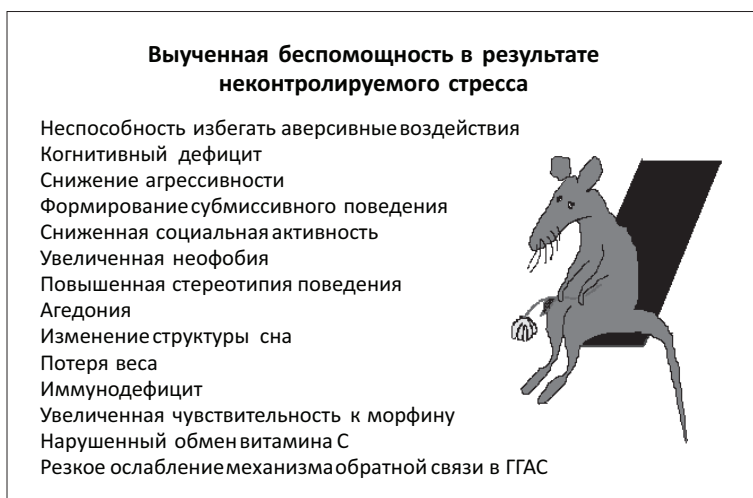 Выученная беспомощность в результате
неконтролируемого стресса
Неспособность избегать аверсивные воздействия
Когнитивный дефицит
Снижение агрессивности
Формирование субмиссивного поведения
Сниженная социальная активность
Увеличенная неофобия
Повышенная стереотипия поведения
Агедония
Изменение структуры сна
Потеря веса
Иммунодефицит
Увеличенная чувствительность к морфину
Нарушенный обмен витамина С
Резкое ослабление механизма обратной связи в ГГАС